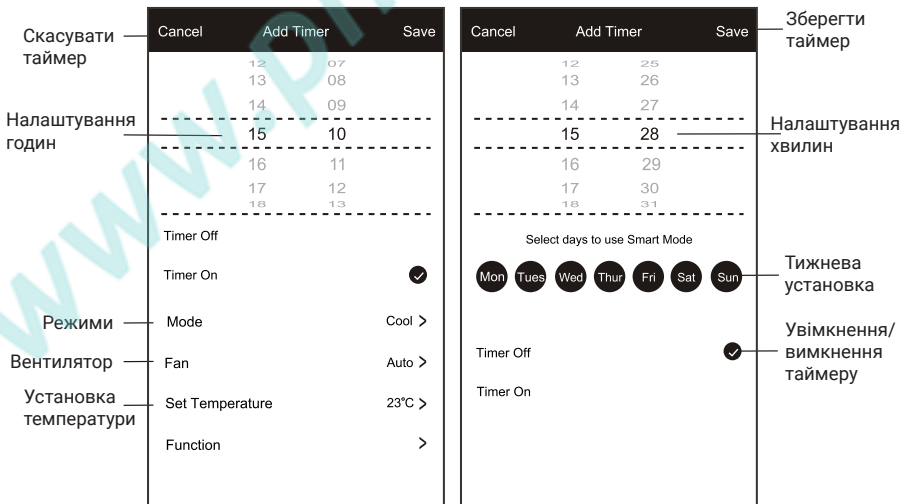 Скасувати
таймер
Налаштування
годин
Режими
Вентилятор
Установка
температури
Cancel Add Timer Save
12 07
13 08
14 09
15 10
16 11
17 12
18 13
Timer Off
Timer On
Mode Cool >
Fan Auto >
Set Temperature 23°C >
Function >
Cancel Add Timer Save
12 25
13 26
14 27
15 28
16 29
17 30
18 31
Select days to use Smart Mode
Mon Tues Wed Thur Fri Sat Sun
Timer Off
Timer On
Зберегти
таймер
Налаштування
хвилин
Тижнева
установка
Увімкнення/
вимкнення
таймеру